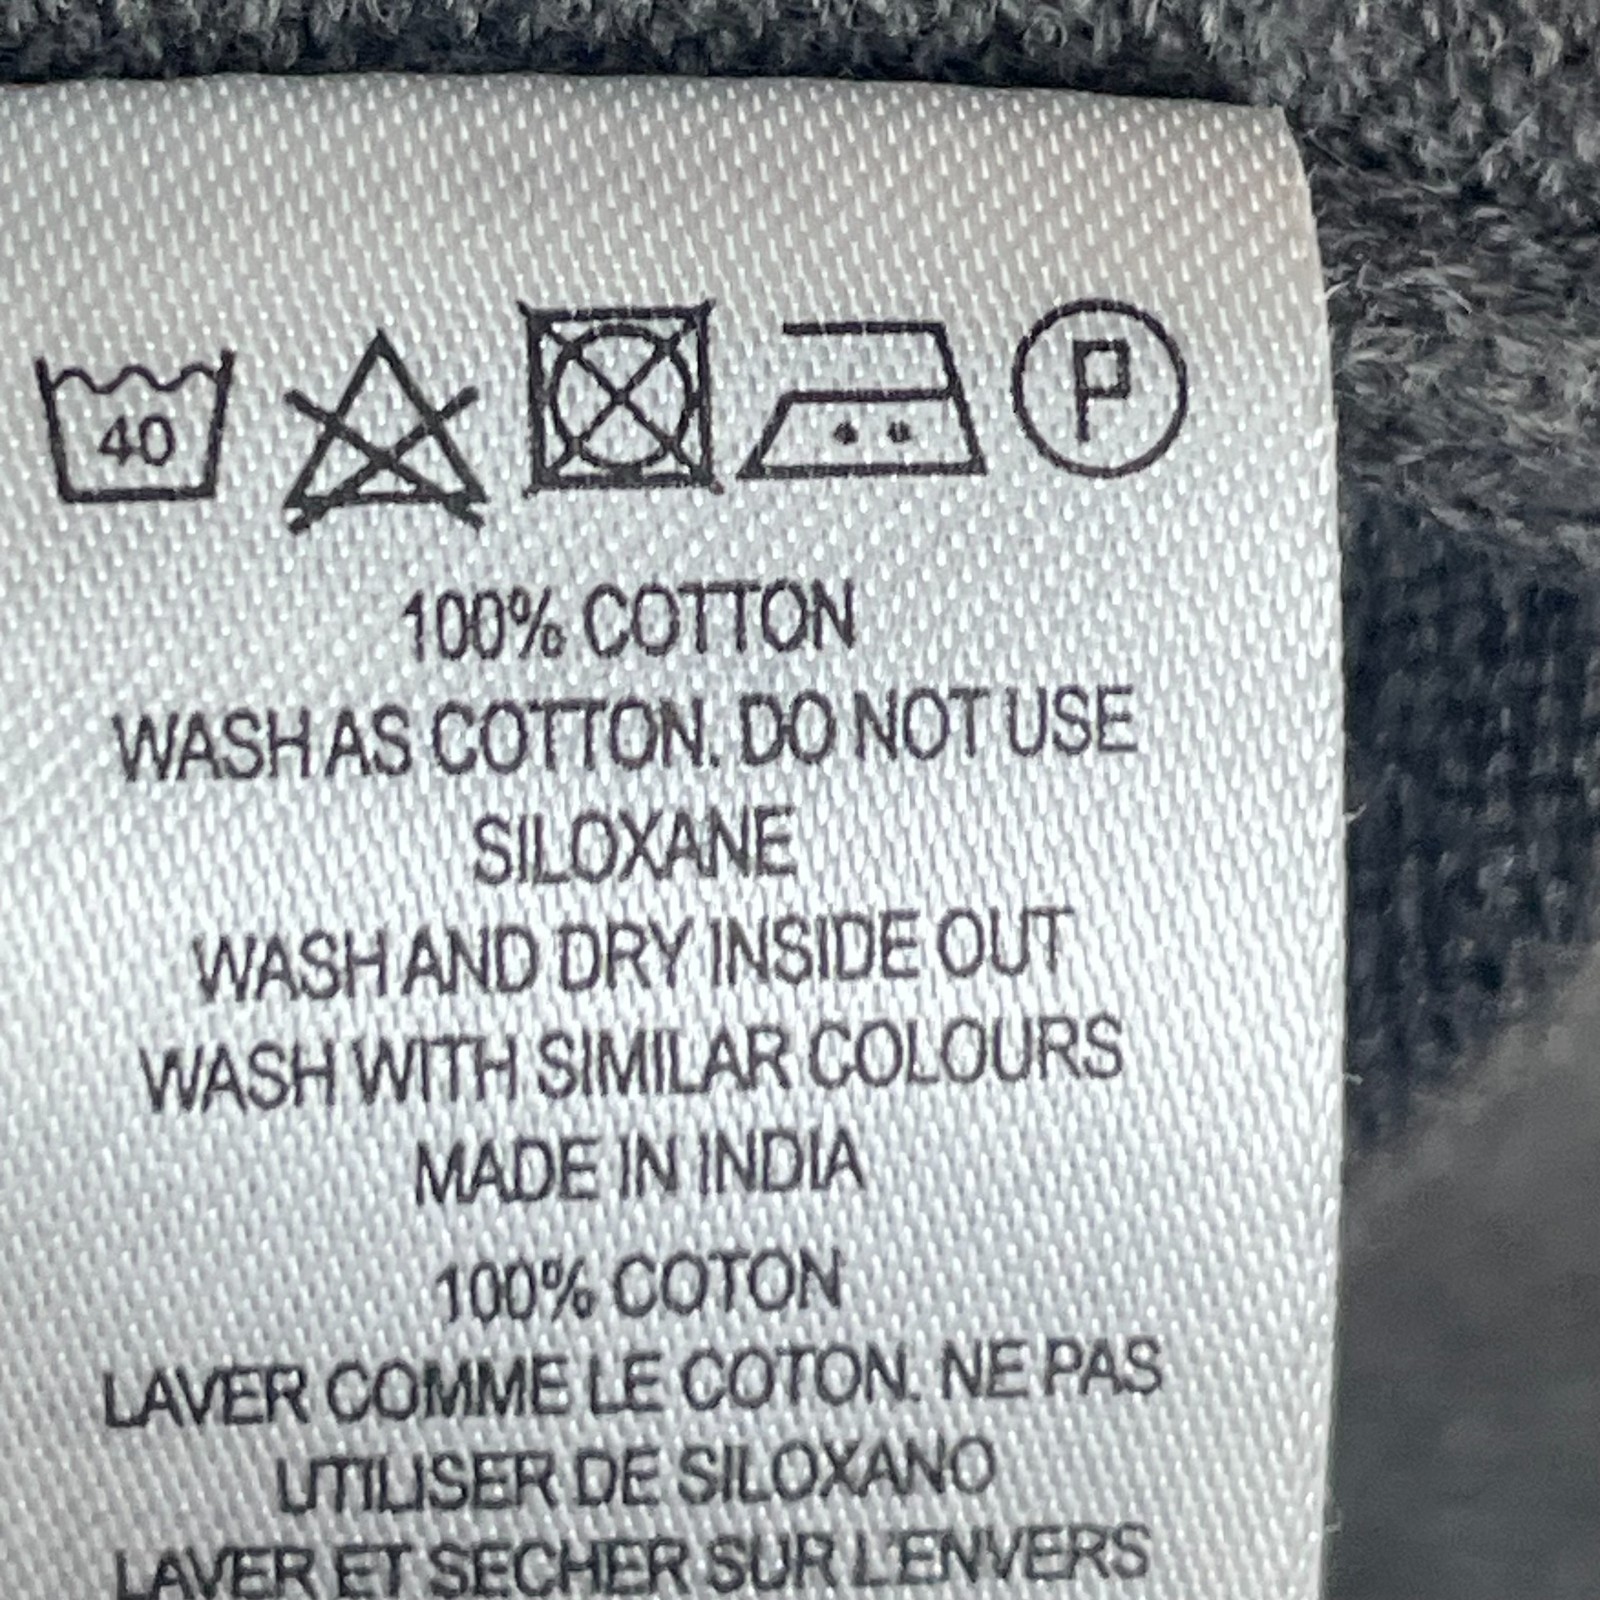 40
P
100% COTTON
WASH AS COTTON. DO NOT USE
SILOXANE
WASH AND DRY INSIDE OUT
WASH WITH SIMILAR COLOURS
MADE IN INDIA
100% COTON
LAVER COMME LE COTON. NE PAS
UTILISER DE SILOXANO
LAVER ET SECHER SUR L'ENVERS